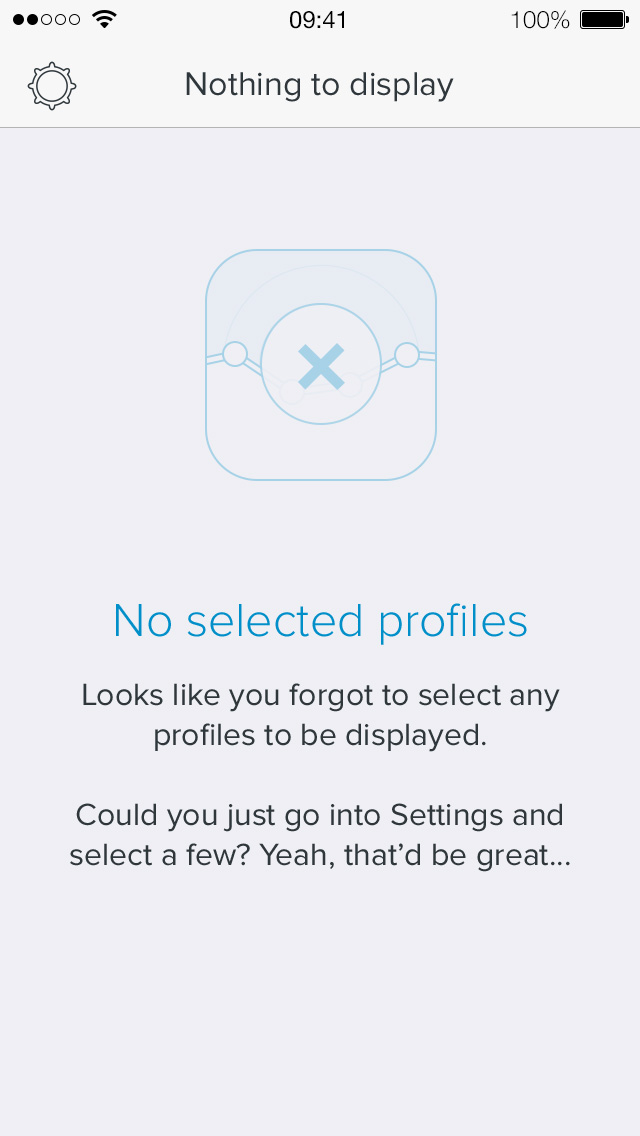 09:41
100%
Nothing to display
No selected profiles
Looks like you forgot to select any
profiles to be displayed.
Could you just go into Settings and
select a few? Yeah, that’d be great...